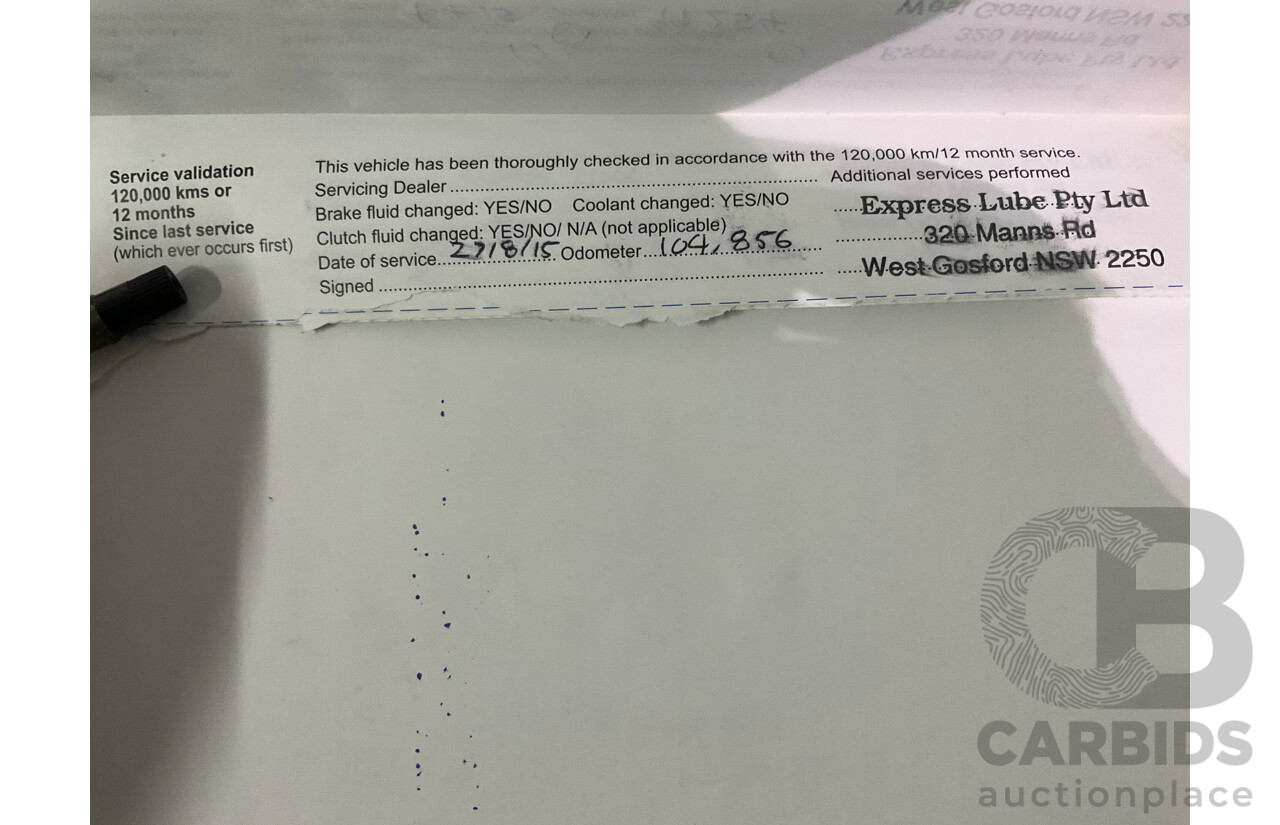 Service validation
120,000 kms or
12 months
Since last service
(which ever occurs first)
This vehicle has been thoroughly checked in accordance with the 120,000 km/12 month service.
Servicing Dealer
Additional services performed
Brake fluid changed: YES/NO Coolant changed: YES/NO
Clutch fluid changed: YES/NO/ N/A (not applicable)
Date of service 27/8/15 Odometer 104,856
Signed
Express Lube Pty Ltd
320 Manns Rd
West Gosford NSW 2250
CB
CARBIDS
auctionplace